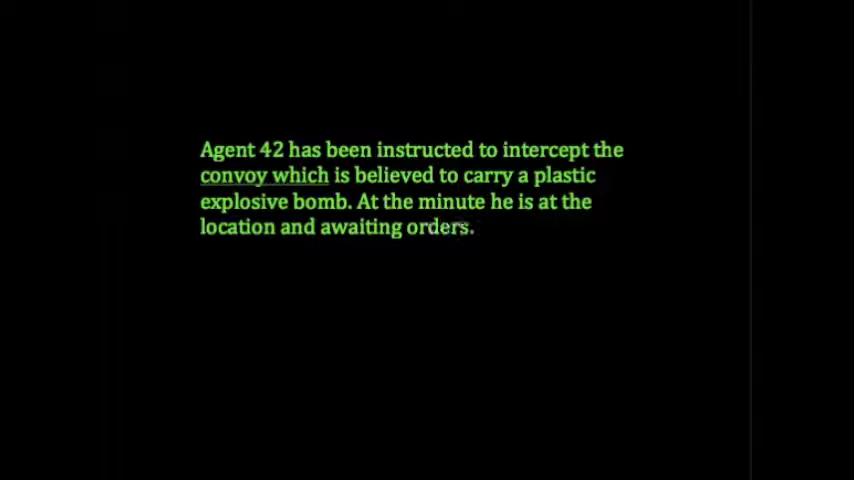 Agent 42 has been instructed to intercept the
convoy which is believed to carry a plastic
explosive bomb. At the minute he is at the
location and awaiting orders.